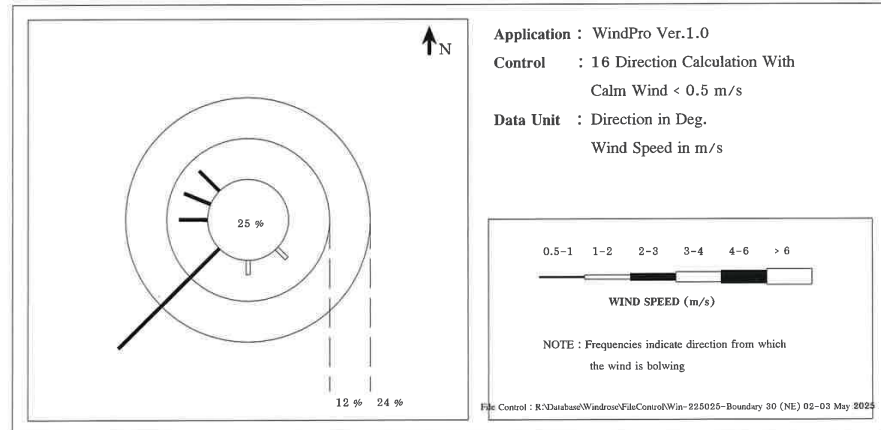 N
25 %
12 % 24 %
Application : WindPro Ver.1.0
Control : 16 Direction Calculation With
Calm Wind < 0.5 m/s
Data Unit : Direction in Deg.
Wind Speed in m/s
0.5-1 1-2 2-3 3-4 4-6 > 6
WIND SPEED (m/s)
NOTE : Frequencies indicate direction from which
the wind is bolwing
File Control : R:\Database\Windrose\FileControl\Win-225025-Boundary 30 (NE) 02-03 May 2025